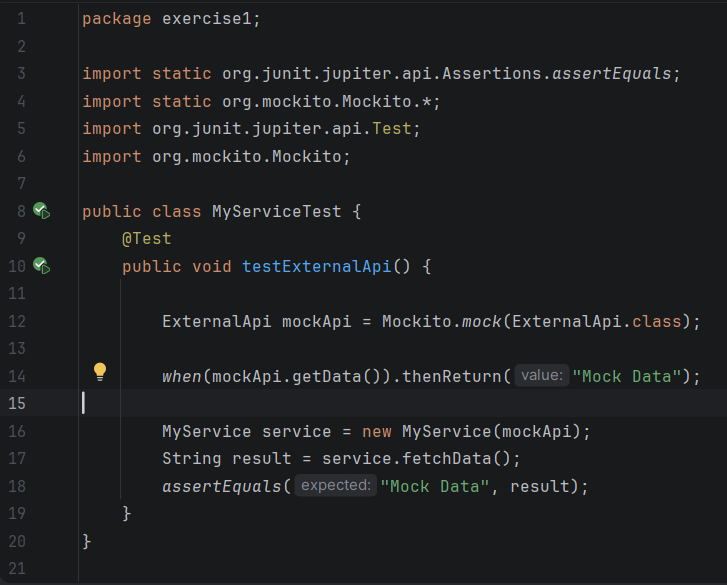 1 package exercise1;
2
3 import static org.junit.jupiter.api.Assertions.assertEquals;
4 import static org.mockito.Mockito.*;
5 import org.junit.jupiter.api.Test;
6 import org.mockito.Mockito;
7
8 public class MyServiceTest {
9 @Test
10 public void testExternalApi() {
11
12 ExternalApi mockApi = Mockito.mock(ExternalApi.class);
13
14 when(mockApi.getData()).thenReturn( value: "Mock Data");
15
16 MyService service = new MyService(mockApi);
17 String result = service.fetchData();
18 assertEquals( expected: "Mock Data", result);
19 }
20 }
21